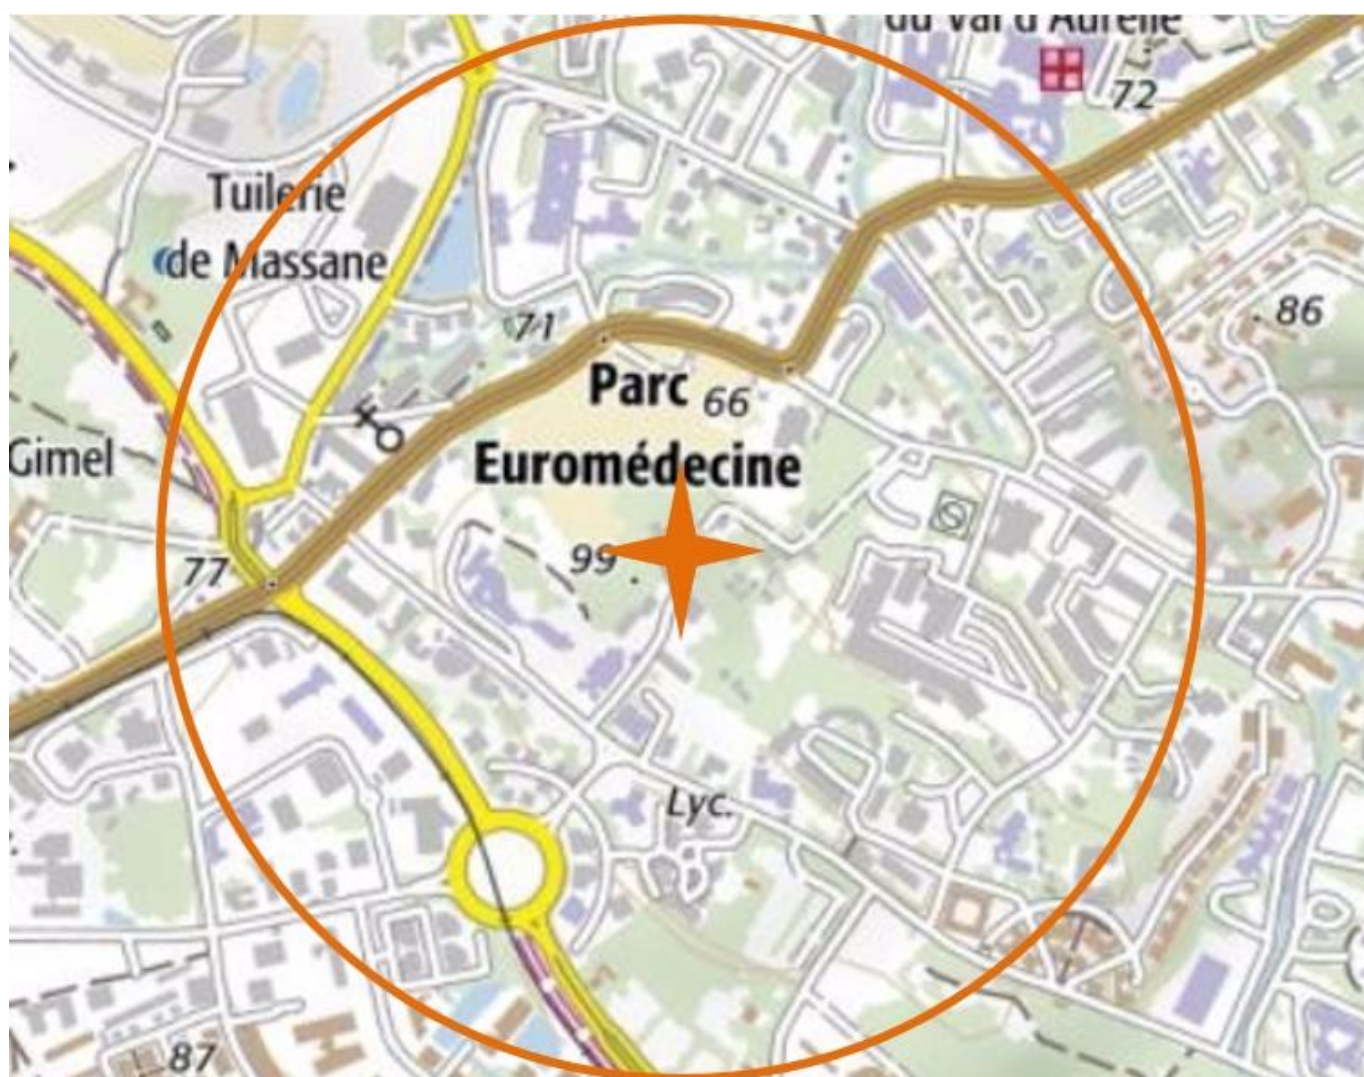 du Val d'Aurelle
72
Tuilerie
de Massane
86
71
Parc
66
Euromédecine
Gimel
99
77
Lyc.
87